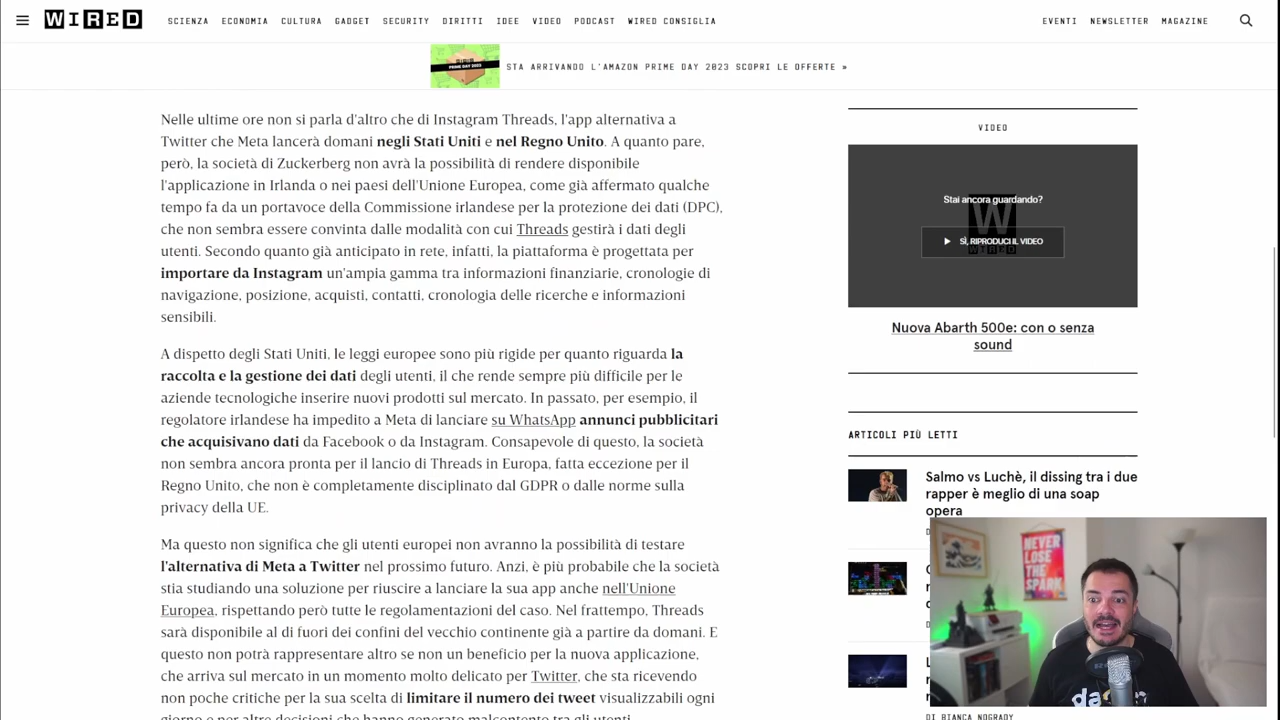 WIRED
SCIENZA ECONOMIA CULTURA GADGET SECURITY DIRITTI IDEE VIDEO PODCAST WIRED CONSIGLIA
EVENTI NEWSLETTER MAGAZINE
PRIME DAY 2023
STA ARRIVANDO L'AMAZON PRIME DAY 2023 SCOPRI LE OFFERTE »
Nelle ultime ore non si parla d'altro che di Instagram Threads, l'app alternativa a
Twitter che Meta lancerà domani negli Stati Uniti e nel Regno Unito. A quanto pare,
però, la società di Zuckerberg non avrà la possibilità di rendere disponibile
l'applicazione in Irlanda o nei paesi dell'Unione Europea, come già affermato qualche
tempo fa da un portavoce della Commissione irlandese per la protezione dei dati (DPC),
che non sembra essere convinta dalle modalità con cui Threads gestirà i dati degli
utenti. Secondo quanto già anticipato in rete, infatti, la piattaforma è progettata per
importare da Instagram un'ampia gamma tra informazioni finanziarie, cronologie di
navigazione, posizione, acquisti, contatti, cronologia delle ricerche e informazioni
sensibili.
A dispetto degli Stati Uniti, le leggi europee sono più rigide per quanto riguarda la
raccolta e la gestione dei dati degli utenti, il che rende sempre più difficile per le
aziende tecnologiche inserire nuovi prodotti sul mercato. In passato, per esempio, il
regolatore irlandese ha impedito a Meta di lanciare su WhatsApp annunci pubblicitari
che acquisivano dati da Facebook o da Instagram. Consapevole di questo, la società
non sembra ancora pronta per il lancio di Threads in Europa, fatta eccezione per il
Regno Unito, che non è completamente disciplinato dal GDPR o dalle norme sulla
privacy della UE.
Ma questo non significa che gli utenti europei non avranno la possibilità di testare
l'alternativa di Meta a Twitter nel prossimo futuro. Anzi, è più probabile che la società
stia studiando una soluzione per riuscire a lanciare la sua app anche nell'Unione
Europea, rispettando però tutte le regolamentazioni del caso. Nel frattempo, Threads
sarà disponibile al di fuori dei confini del vecchio continente già a partire da domani. E
questo non potrà rappresentare altro se non un beneficio per la nuova applicazione,
che arriva sul mercato in un momento molto delicato per Twitter, che sta ricevendo
non poche critiche per la sua scelta di limitare il numero dei tweet visualizzabili ogni
giorno e per altre decisioni che hanno generato malcontento tra gli utenti.
VIDEO
Stai ancora guardando?
W
SÌ, RIPRODUCI IL VIDEO
WIRED
Nuova Abarth 500e: con o senza
sound
ARTICOLI PIÙ LETTI
Salmo vs Luchè, il dissing tra i due
rapper è meglio di una soap
opera
NEVER
LOSE
THE
SPARK
DI BIANCA NOGRADY